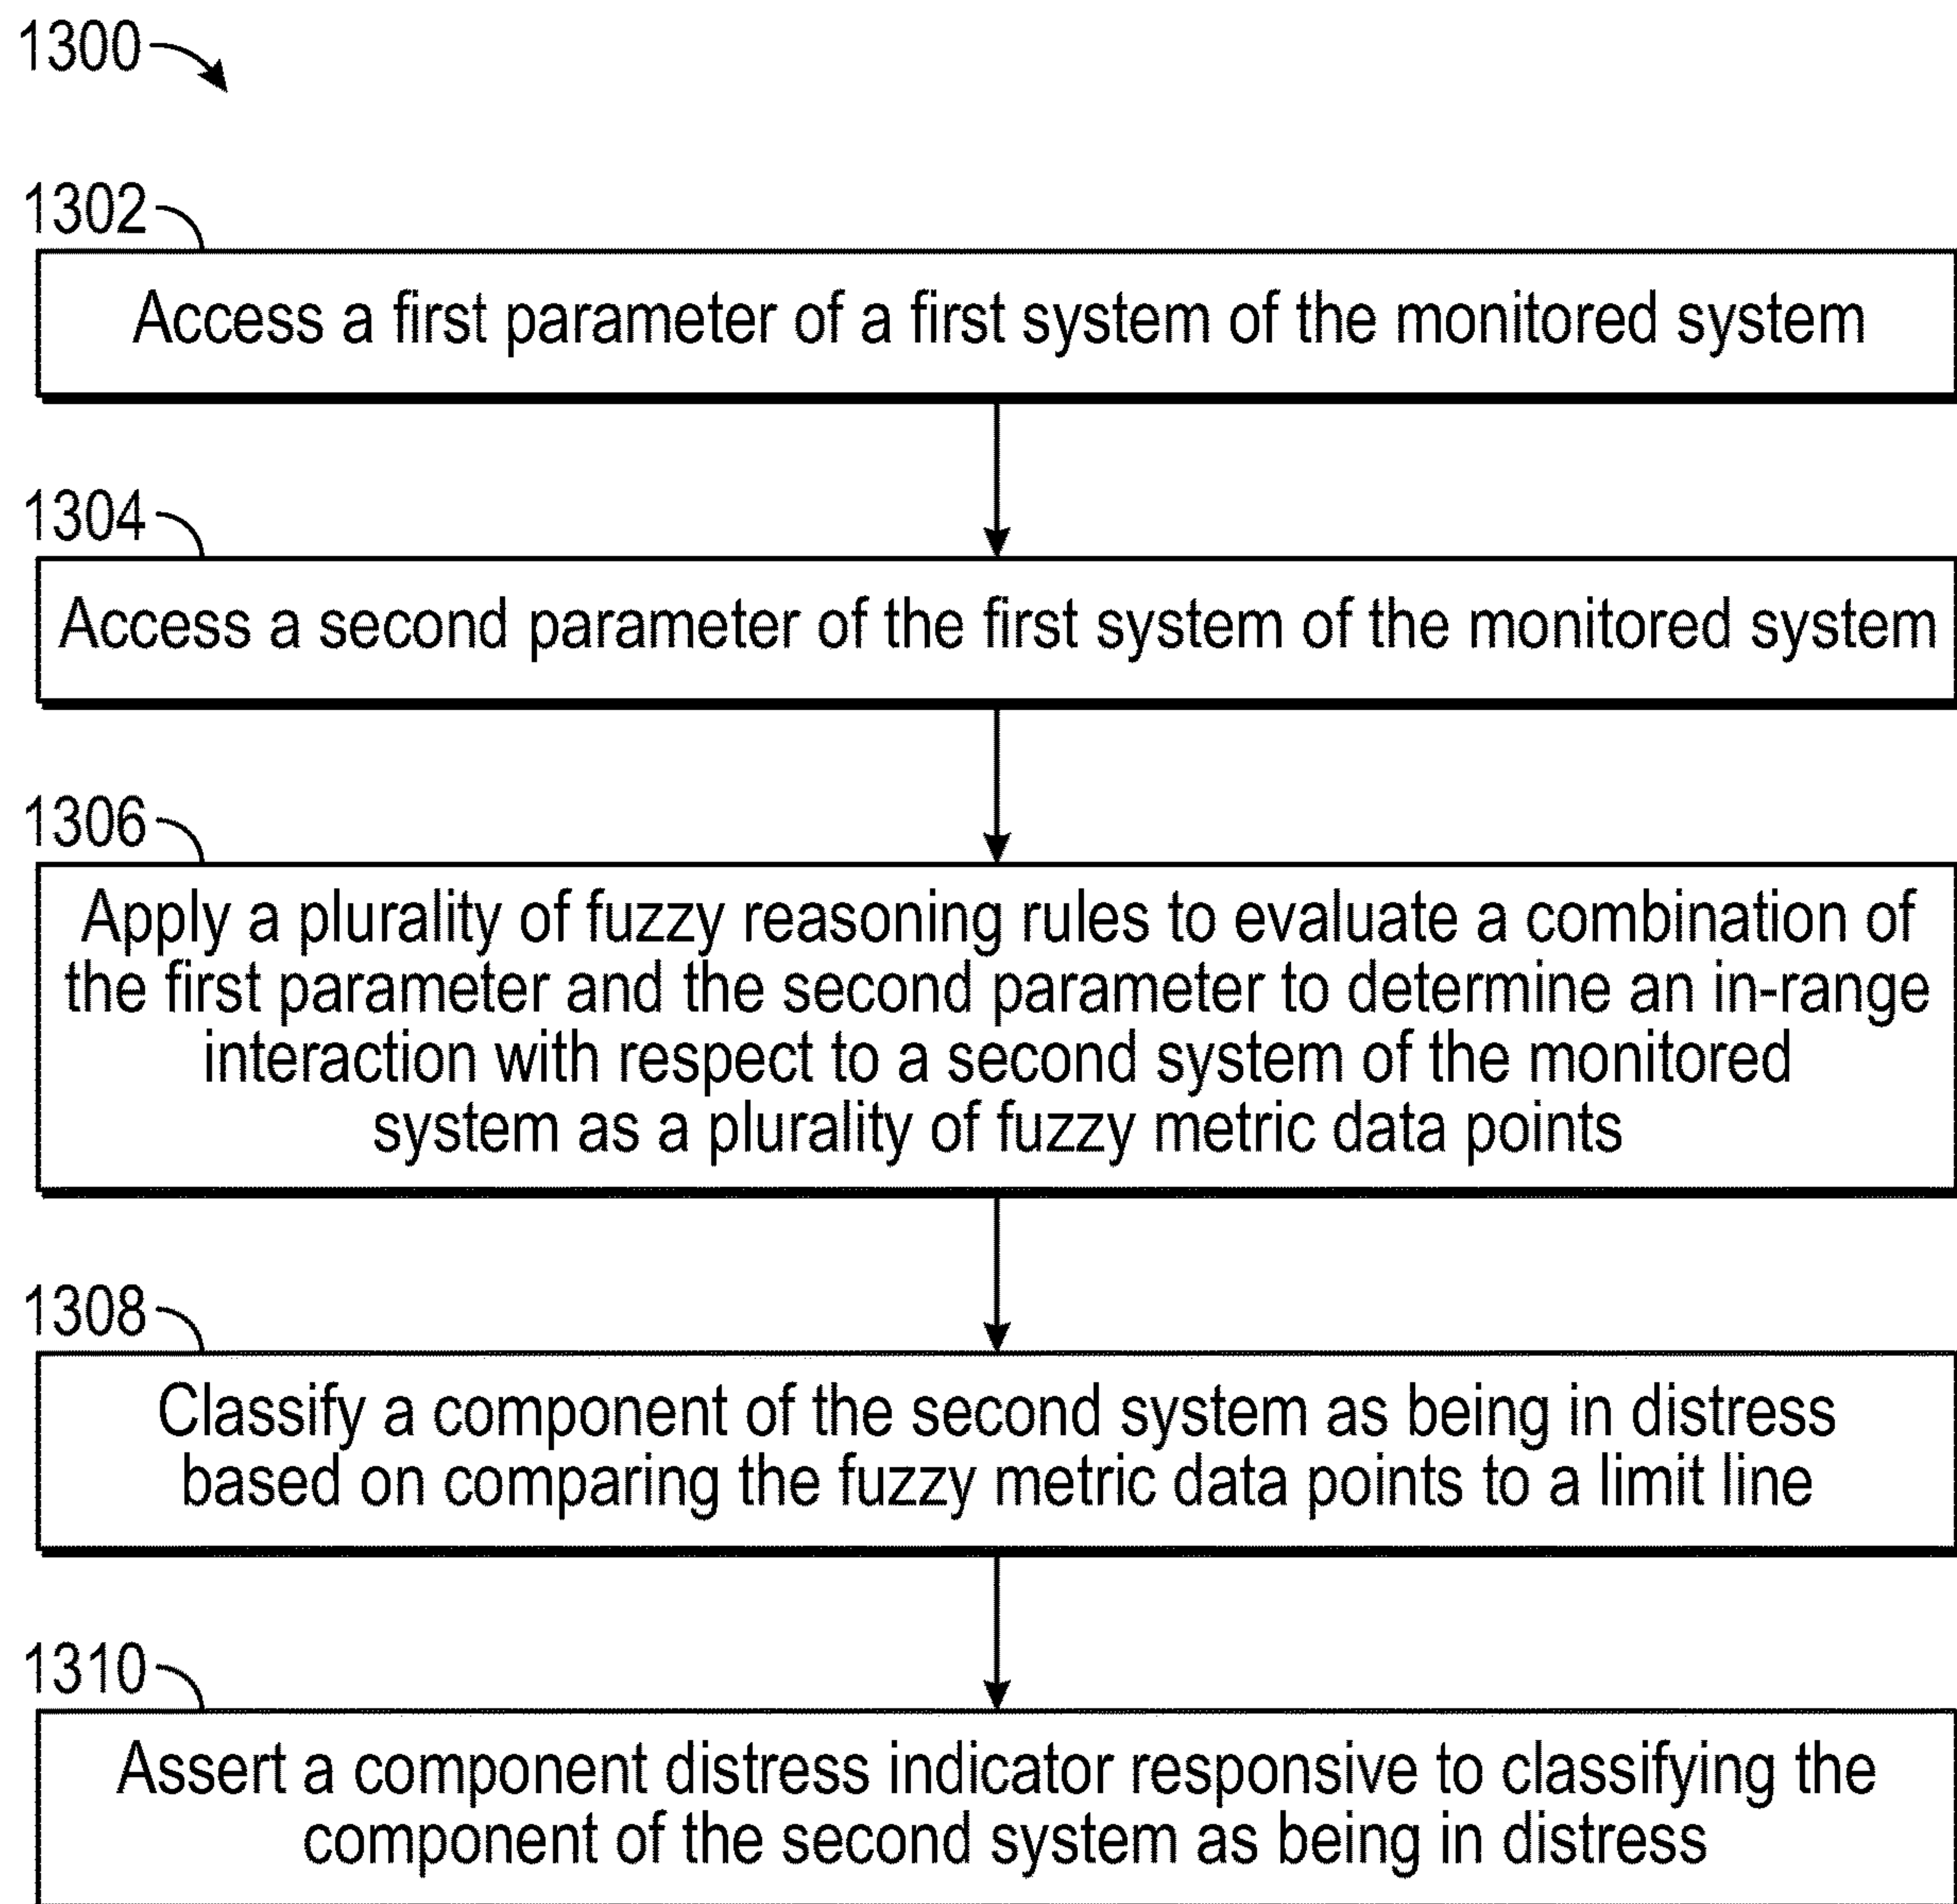 1300
1302
Access a first parameter of a first system of the monitored system
1304
Access a second parameter of the first system of the monitored system
1306
Apply a plurality of fuzzy reasoning rules to evaluate a combination of
the first parameter and the second parameter to determine an in-range
interaction with respect to a second system of the monitored
system as a plurality of fuzzy metric data points
1308
Classify a component of the second system as being in distress
based on comparing the fuzzy metric data points to a limit line
1310
Assert a component distress indicator responsive to classifying the
component of the second system as being in distress